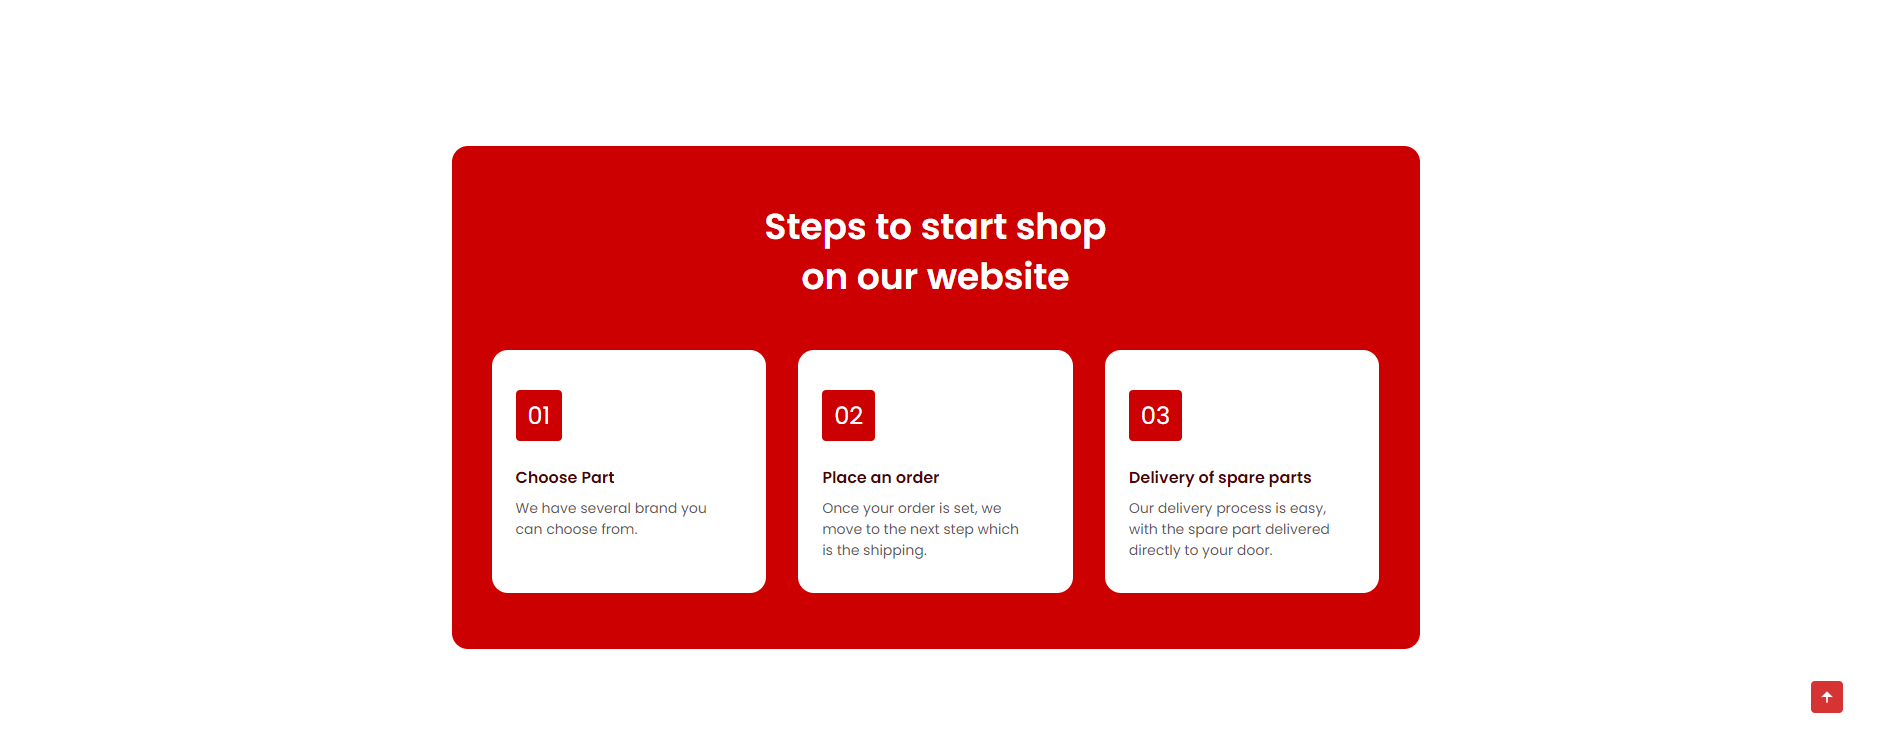 Steps to start shop
on our website
01
Choose Part
We have several brand you
can choose from.
02
Place an order
Once your order is set, we
move to the next step which
is the shipping.
03
Delivery of spare parts
Our delivery process is easy,
with the spare part delivered
directly to your door.